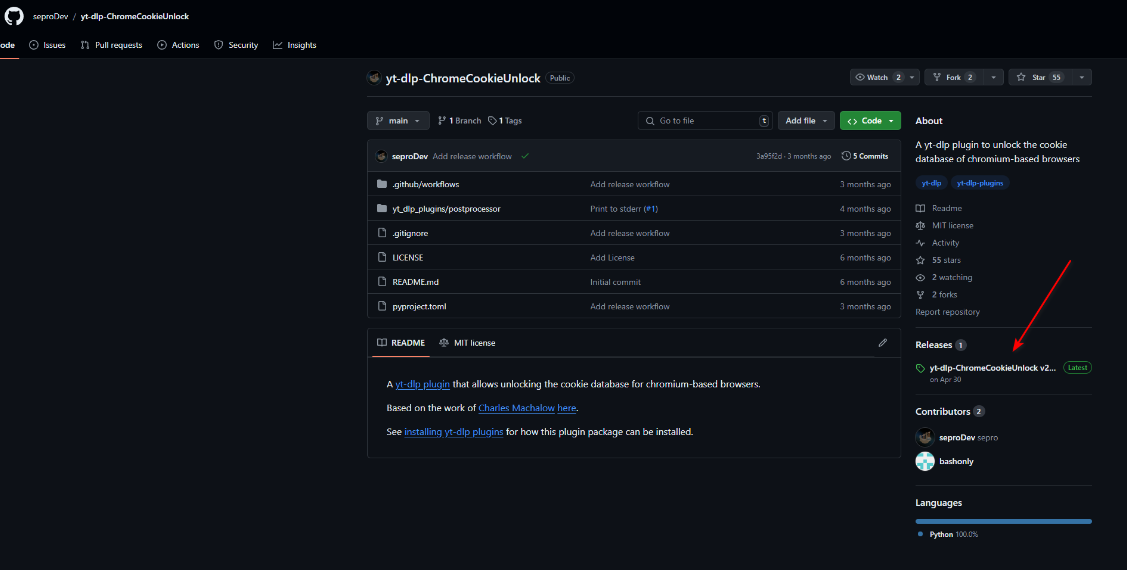 seproDev / yt-dlp-ChromeCookieUnlock
ode Issues Pull requests Actions Security Insights
yt-dlp-ChromeCookieUnlock Public
Watch 2 Fork 2 Star 55
main 1 Branch 1 Tags Go to file t Add file Code
seproDev Add release workflow 3a95f2d · 3 months ago 5 Commits
.github/workflows Add release workflow 3 months ago
yt_dlp_plugins/postprocessor Print to stderr (#1) 4 months ago
.gitignore Add release workflow 3 months ago
LICENSE Add License 6 months ago
README.md Initial commit 6 months ago
pyproject.toml Add release workflow 3 months ago
README MIT license
A yt-dlp plugin that allows unlocking the cookie database for chromium-based browsers.
Based on the work of Charles Machalow here.
See installing yt-dlp plugins for how this plugin package can be installed.
About
A yt-dlp plugin to unlock the cookie
database of chromium-based browsers
yt-dlp yt-dlp-plugins
Readme
MIT license
Activity
55 stars
2 watching
2 forks
Report repository
Releases 1
yt-dlp-ChromeCookieUnlock v2... Latest
on Apr 30
Contributors 2
seproDev sepro
bashonly
Languages
Python 100.0%